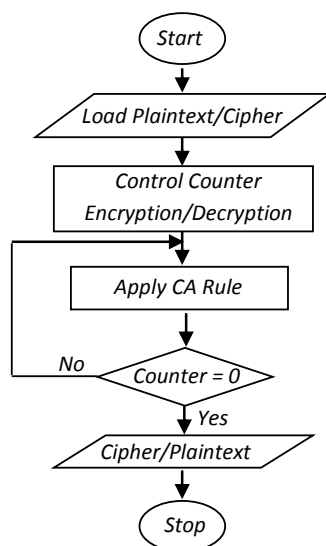 Start
Load Plaintext/Cipher
Control Counter
Encryption/Decryption
Apply CA Rule
No
Counter = 0
Yes
Cipher/Plaintext
Stop